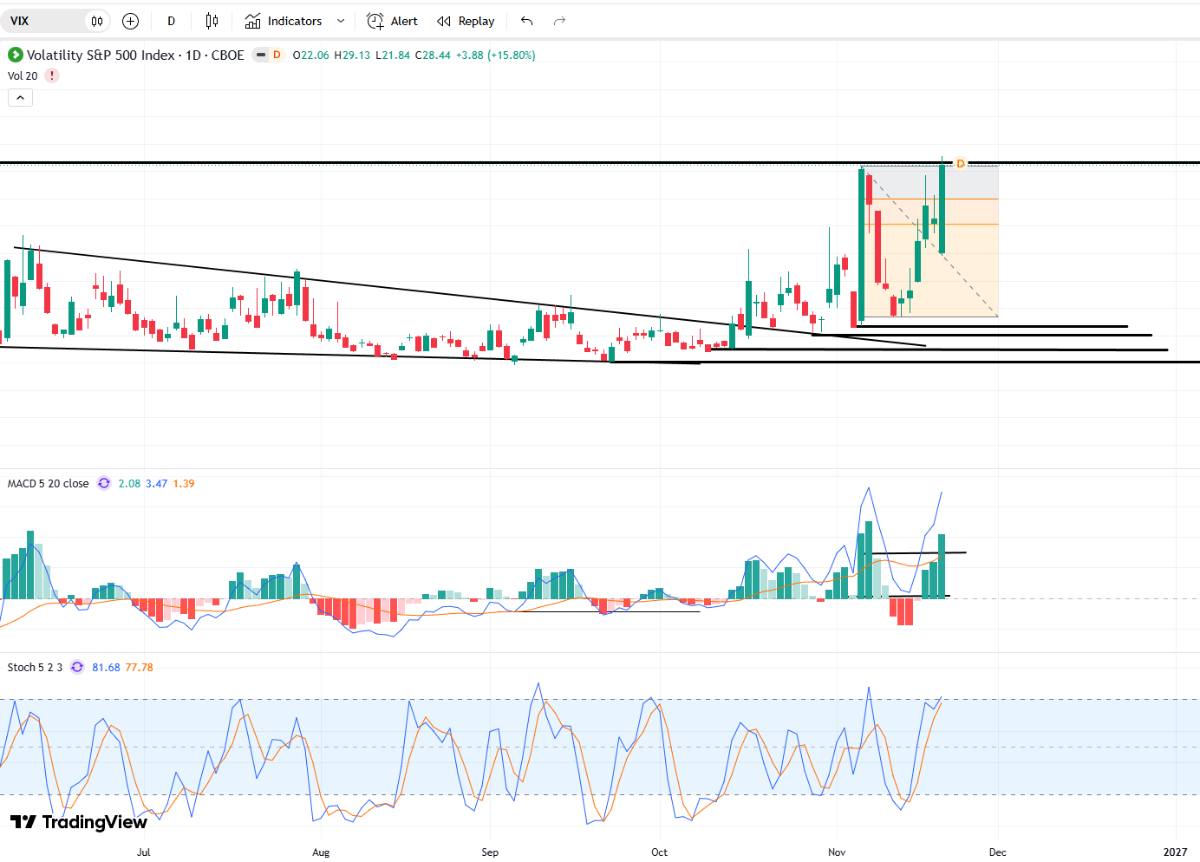 VIX D Indicators Alert Replay
Volatility S&P 500 Index · 1D · CBOE D O22.06 H29.13 L21.84 C28.44 +3.88 (+15.80%)
Vol 20 !
D
MACD 5 20 close 2.08 3.47 1.39
Stoch 5 2 3 81.68 77.78
TradingView
Jul Aug Sep Oct Nov Dec 2027